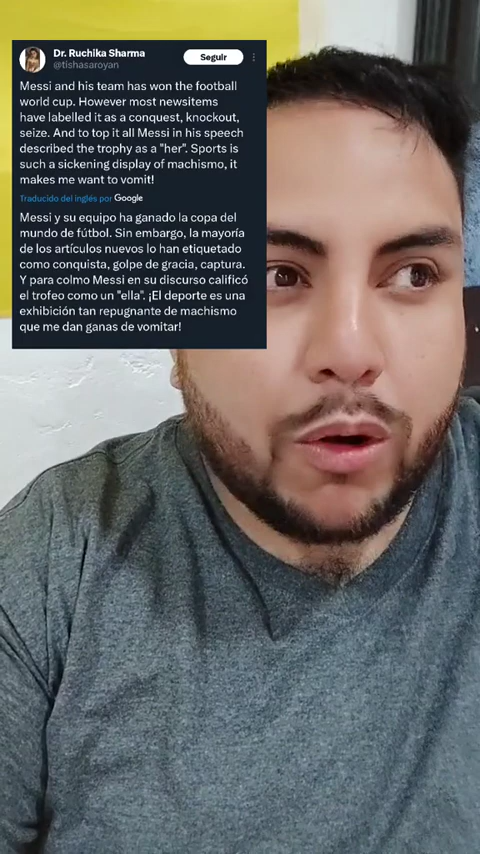 Dr. Ruchika Sharma
@tishasaroyan
Seguir
Messi and his team has won the football
world cup. However most newsitems
have labelled it as a conquest, knockout,
seize. And to top it all Messi in his speech
described the trophy as a "her". Sports is
such a sickening display of machismo, it
makes me want to vomit!
Traducido del inglés por Google
Messi y su equipo ha ganado la copa del
mundo de fútbol. Sin embargo, la mayoría
de los artículos nuevos lo han etiquetado
como conquista, golpe de gracia, captura.
Y para colmo Messi en su discurso calificó
el trofeo como un "ella". ¡El deporte es una
exhibición tan repugnante de machismo
que me dan ganas de vomitar!